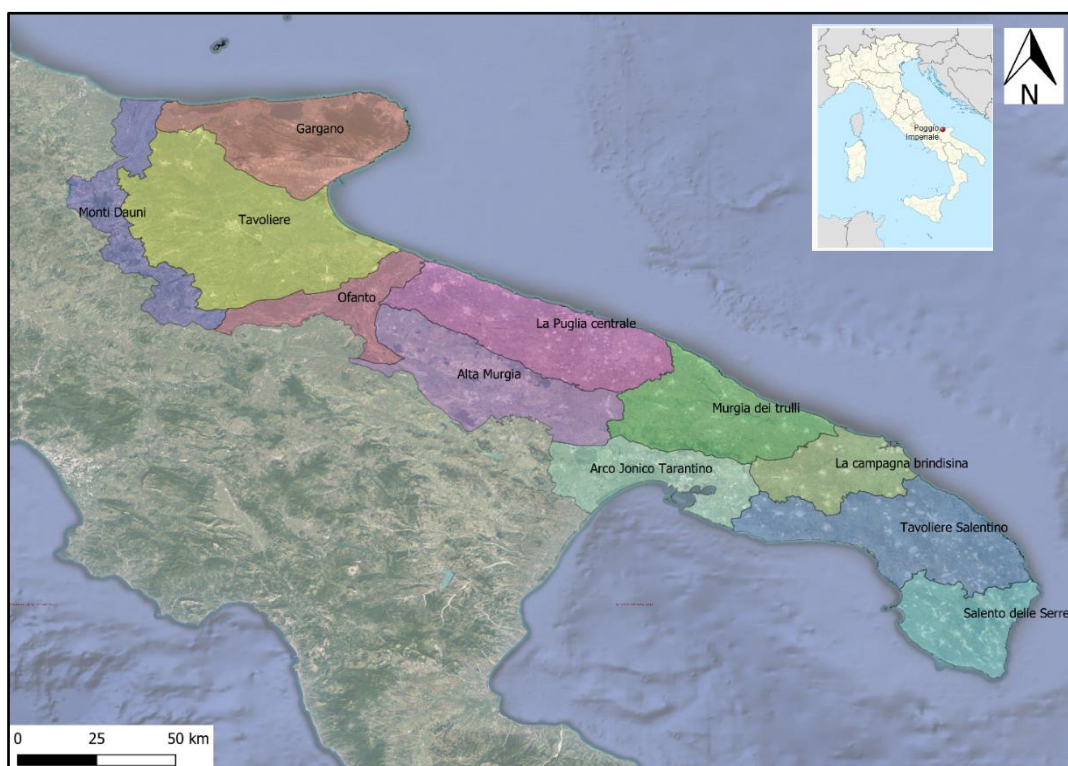 Poggio
Imperiale
N
Gargano
Monti Dauni
Tavoliere
Ofanto
La Puglia centrale
Alta Murgia
Murgia dei trulli
La campagna brindisina
Arco Jonico Tarantino
Tavoliere Salentino
Salento delle Serre
0 25 50 km